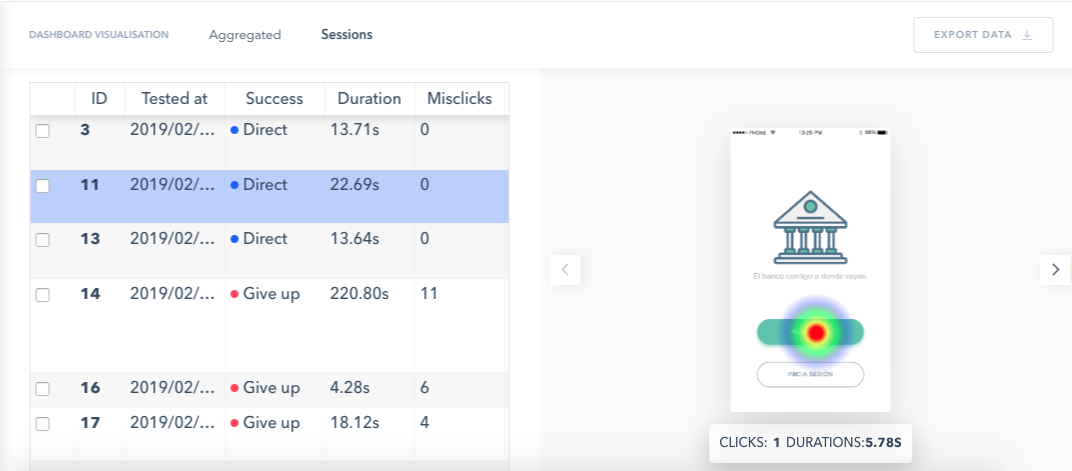 DASHBOARD VISUALISATION Aggregated Sessions EXPORT DATA
ID Tested at Success Duration Misclicks
3 2019/02/... Direct 13.71s 0
11 2019/02/... Direct 22.69s 0
13 2019/02/... Direct 13.64s 0
14 2019/02/... Give up 220.80s 11
16 2019/02/... Give up 4.28s 6
17 2019/02/... Give up 18.12s 4
PHONE 13:25 PM 98%
El banco contigo a donde vayas.
INICIA SESIÓN
CLICKS: 1 DURATIONS:5.78S